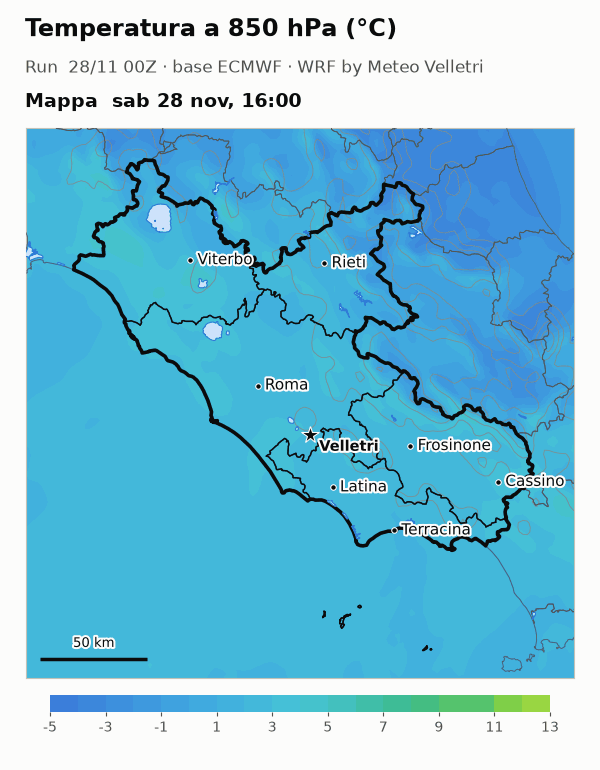 Temperatura a 850 hPa (°C)
Run  28/11 00Z · base ECMWF · WRF by Meteo Velletri
Mappa  sab 28 nov, 16:00
Viterbo
Rieti
Roma
Velletri
Frosinone
Cassino
Latina
Terracina
50 km
-5 -3 -1 1 3 5 7 9 11 13